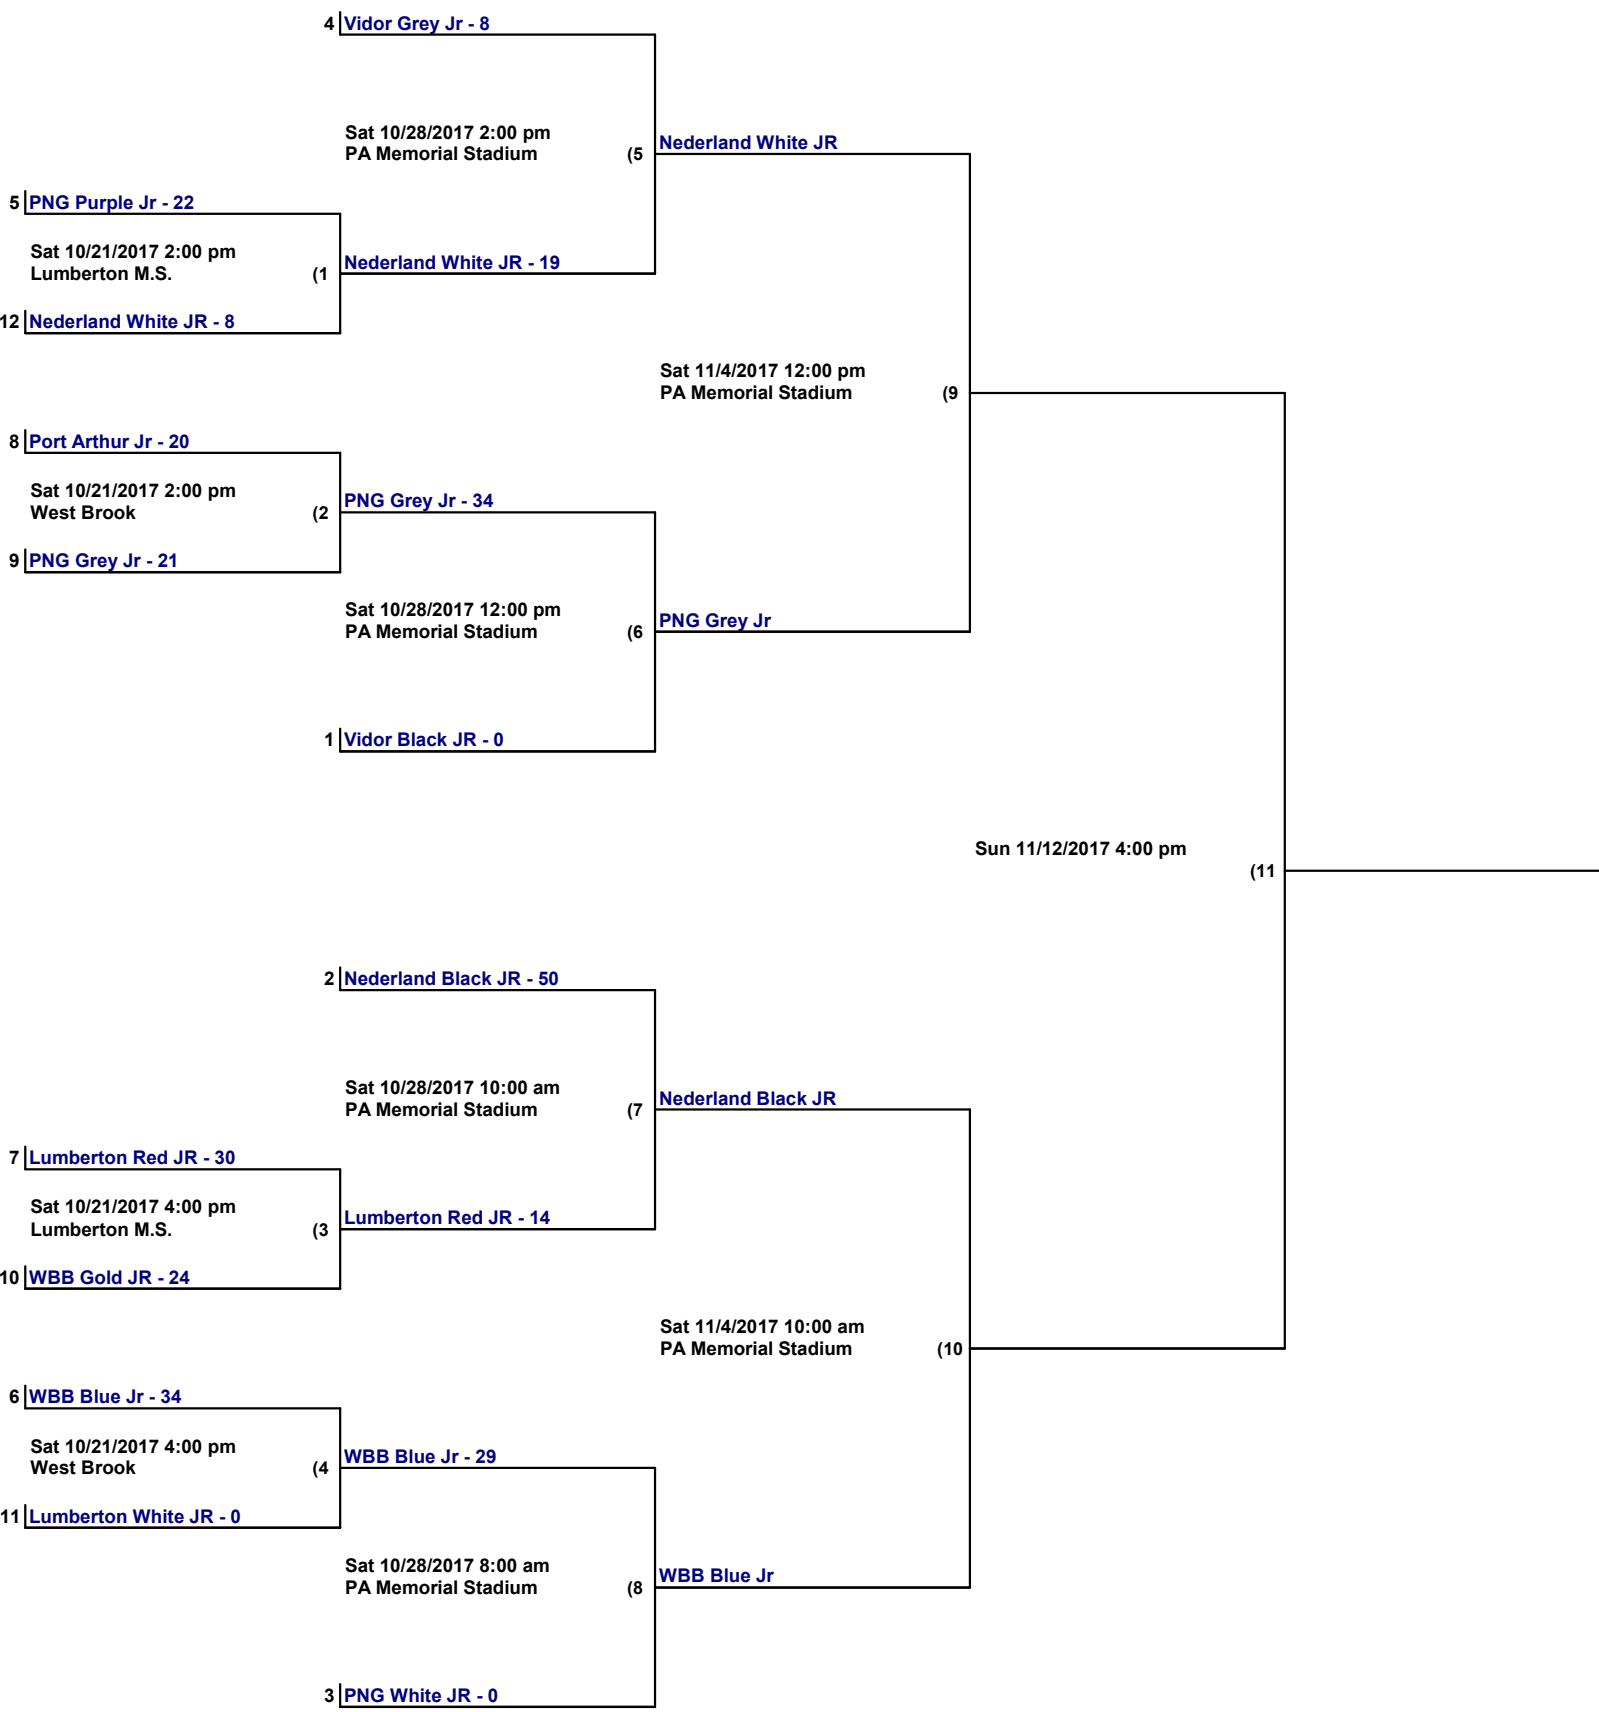 4 Vidor Grey Jr - 8
Sat 10/28/2017 2:00 pm
PA Memorial Stadium (5
Nederland White JR
5 PNG Purple Jr - 22
Sat 10/21/2017 2:00 pm
Lumberton M.S. (1
Nederland White JR - 19
12 Nederland White JR - 8
Sat 11/4/2017 12:00 pm
PA Memorial Stadium (9
8 Port Arthur Jr - 20
Sat 10/21/2017 2:00 pm
West Brook (2
PNG Grey Jr - 34
9 PNG Grey Jr - 21
Sat 10/28/2017 12:00 pm
PA Memorial Stadium (6
PNG Grey Jr
1 Vidor Black JR - 0
Sun 11/12/2017 4:00 pm
(11
2 Nederland Black JR - 50
Sat 10/28/2017 10:00 am
PA Memorial Stadium (7
Nederland Black JR
7 Lumberton Red JR - 30
Sat 10/21/2017 4:00 pm
Lumberton M.S. (3
Lumberton Red JR - 14
10 WBB Gold JR - 24
Sat 11/4/2017 10:00 am
PA Memorial Stadium (10
6 WBB Blue Jr - 34
Sat 10/21/2017 4:00 pm
West Brook (4
WBB Blue Jr - 29
11 Lumberton White JR - 0
Sat 10/28/2017 8:00 am
PA Memorial Stadium (8
WBB Blue Jr
3 PNG White JR - 0